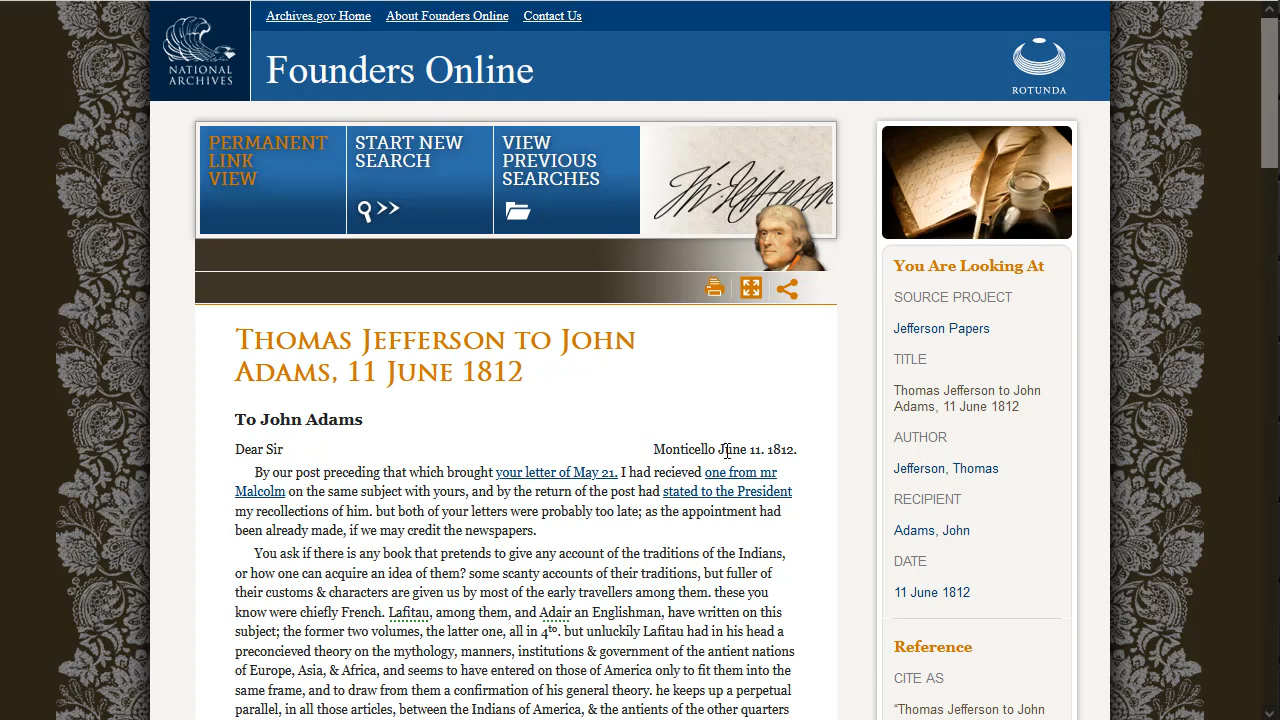 Archives.gov Home About Founders Online Contact Us
NATIONAL
ARCHIVES
Founders Online
ROTUNDA
PERMANENT
LINK
VIEW
START NEW
SEARCH
VIEW
PREVIOUS
SEARCHES
Th: Jefferson
THOMAS JEFFERSON TO JOHN
ADAMS, 11 JUNE 1812
To John Adams
Dear Sir Monticello June 11. 1812.
By our post preceding that which brought your letter of May 21. I had recieved one from mr
Malcolm on the same subject with yours, and by the return of the post had stated to the President
my recollections of him. but both of your letters were probably too late; as the appointment had
been already made, if we may credit the newspapers.
You ask if there is any book that pretends to give any account of the traditions of the Indians,
or how one can acquire an idea of them? some scanty accounts of their traditions, but fuller of
their customs & characters are given us by most of the early travellers among them. these you
know were chiefly French. Lafitau, among them, and Adair an Englishman, have written on this
subject; the former two volumes, the latter one, all in 4to. but unluckily Lafitau had in his head a
preconcieved theory on the mythology, manners, institutions & government of the antient nations
of Europe, Asia, & Africa, and seems to have entered on those of America only to fit them into the
same frame, and to draw from them a confirmation of his general theory. he keeps up a perpetual
parallel, in all those articles, between the Indians of America, & the antients of the other quarters
You Are Looking At
SOURCE PROJECT
Jefferson Papers
TITLE
Thomas Jefferson to John
Adams, 11 June 1812
AUTHOR
Jefferson, Thomas
RECIPIENT
Adams, John
DATE
11 June 1812
Reference
CITE AS
“Thomas Jefferson to John